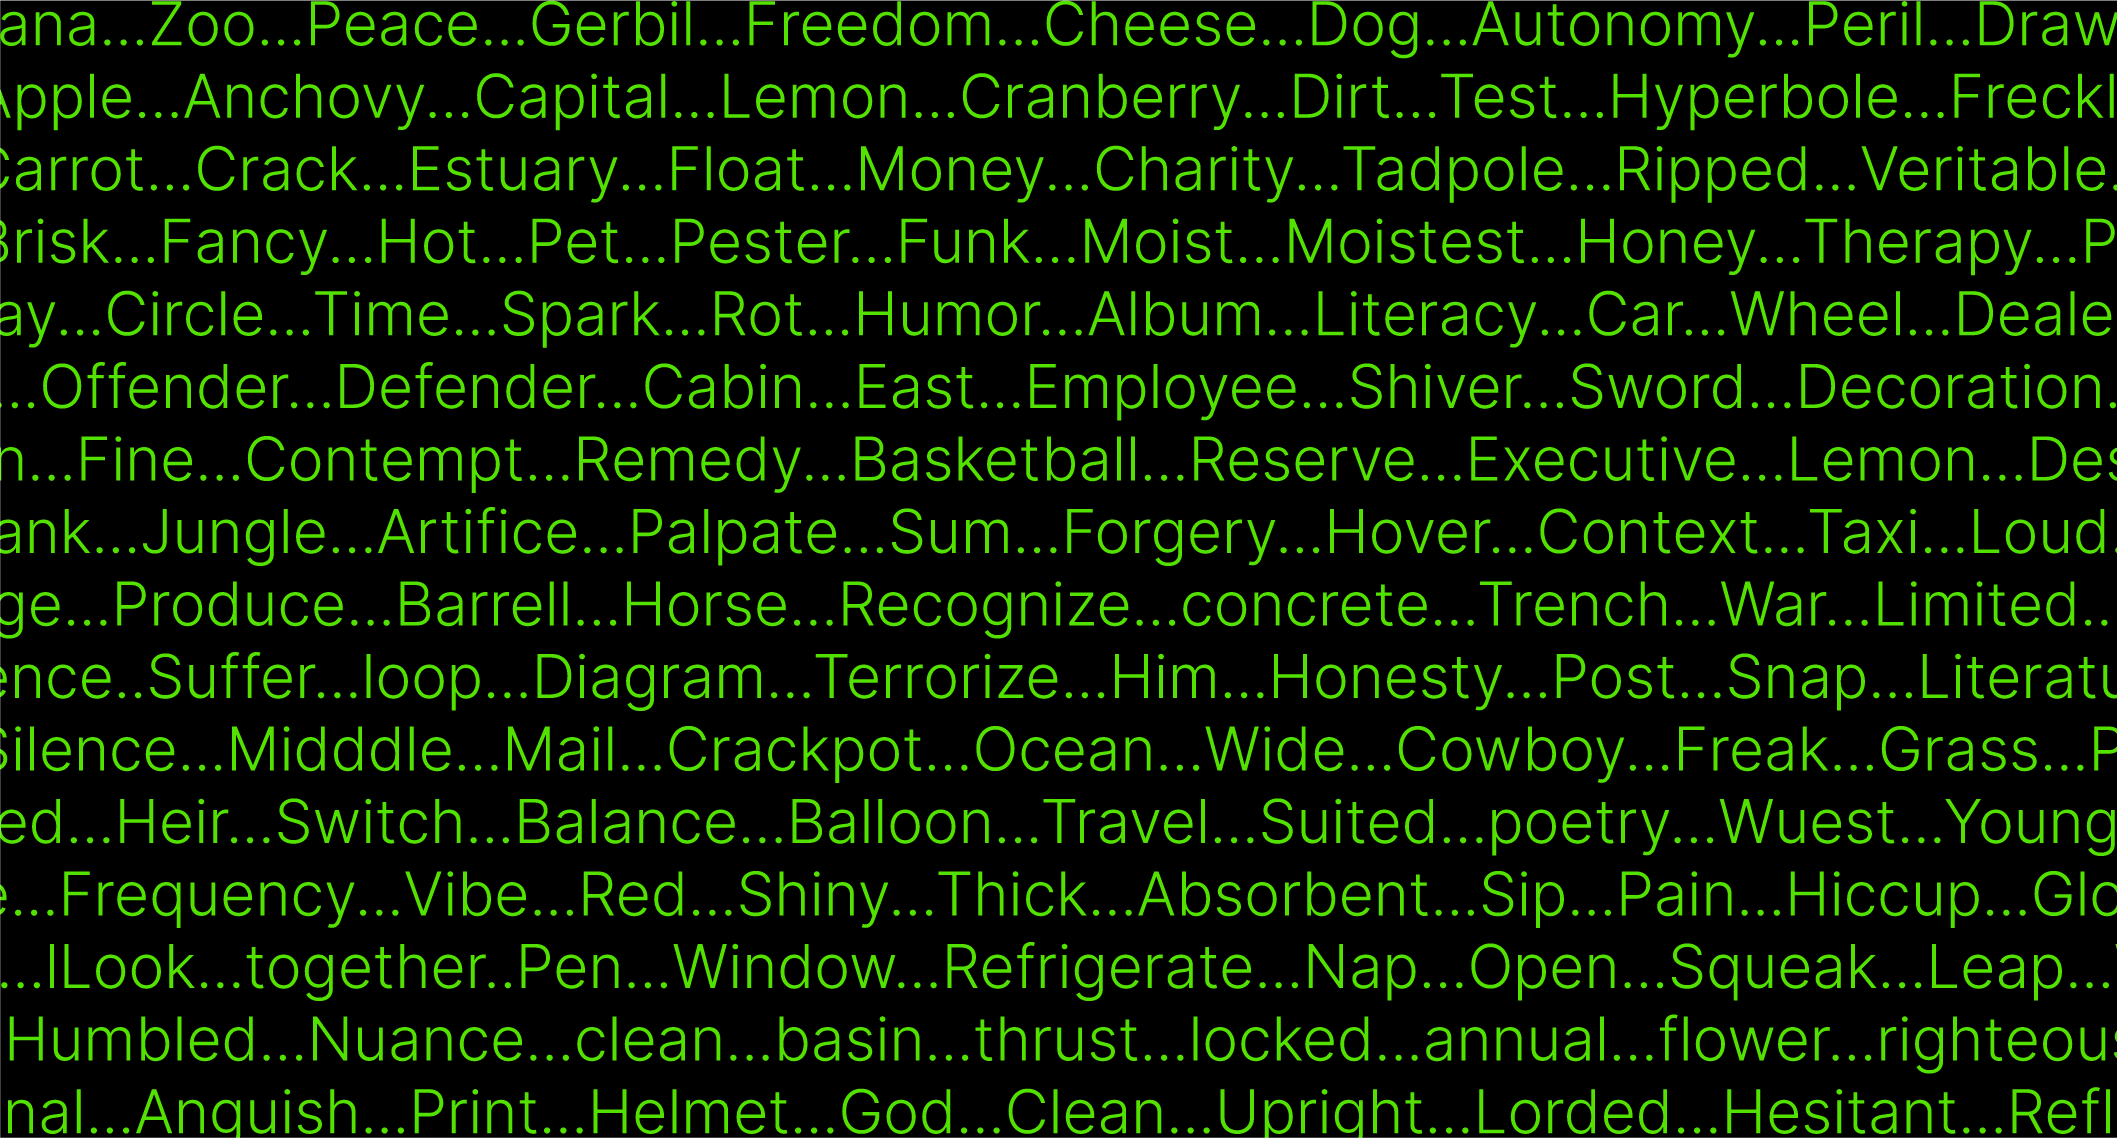 ana...Zoo...Peace...Gerbil...Freedom...Cheese...Dog...Autonomy...Peril...Draw
Apple...Anchovy...Capital...Lemon...Cranberry...Dirt...Test...Hyperbole...Freckl
Carrot...Crack...Estuary...Float...Money...Charity...Tadpole...Ripped...Veritable.
Brisk...Fancy...Hot...Pet...Pester...Funk...Moist...Moistest...Honey...Therapy...P
ay...Circle...Time...Spark...Rot...Humor...Album...Literacy...Car...Wheel...Deale
...Offender...Defender...Cabin...East...Employee...Shiver...Sword...Decoration.
n...Fine...Contempt...Remedy...Basketball...Reserve...Executive...Lemon...Des
ank...Jungle...Artifice...Palpate...Sum...Forgery...Hover...Context...Taxi...Loud.
ge...Produce...Barrell...Horse...Recognize...concrete...Trench...War...Limited..
ence..Suffer...loop...Diagram...Terrorize...Him...Honesty...Post...Snap...Literatu
Silence...Midddle...Mail...Crackpot...Ocean...Wide...Cowboy...Freak...Grass...P
ed...Heir...Switch...Balance...Balloon...Travel...Suited...poetry...Wuest...Young
e...Frequency...Vibe...Red...Shiny...Thick...Absorbent...Sip...Pain...Hiccup...Glo
...lLook...together..Pen...Window...Refrigerate...Nap...Open...Squeak...Leap...
Humbled...Nuance...clean...basin...thrust...locked...annual...flower...righteous
nal...Anguish...Print...Helmet...God...Clean...Upright...Lorded...Hesitant...Refl